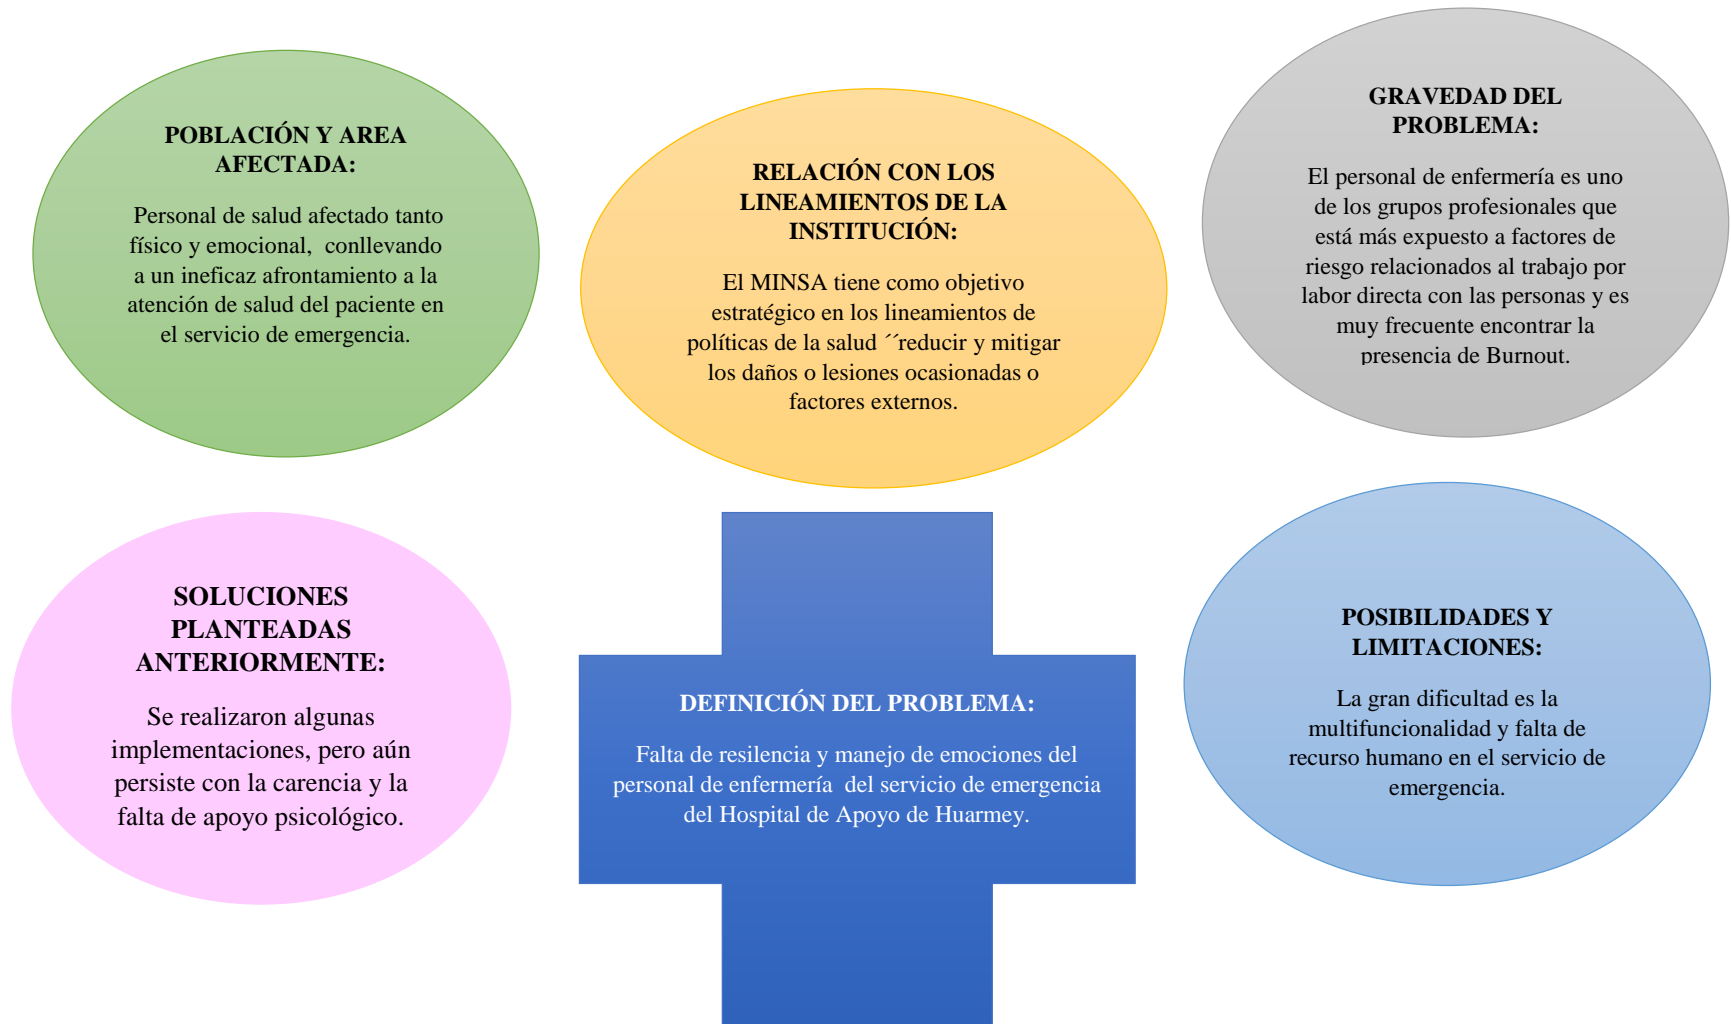 POBLACIÓN Y AREA
AFECTADA:
Personal de salud afectado tanto
físico y emocional, conllevando
a un ineficaz afrontamiento a la
atención de salud del paciente en
el servicio de emergencia.
RELACIÓN CON LOS
LINEAMIENTOS DE LA
INSTITUCIÓN:
El MINSA tiene como objetivo
estratégico en los lineamientos de
políticas de la salud ´´reducir y mitigar
los daños o lesiones ocasionadas o
factores externos.
GRAVEDAD DEL
PROBLEMA:
El personal de enfermería es uno
de los grupos profesionales que
está más expuesto a factores de
riesgo relacionados al trabajo por
labor directa con las personas y es
muy frecuente encontrar la
presencia de Burnout.
SOLUCIONES
PLANTEADAS
ANTERIORMENTE:
Se realizaron algunas
implementaciones, pero aún
persiste con la carencia y la
falta de apoyo psicológico.
DEFINICIÓN DEL PROBLEMA:
Falta de resilencia y manejo de emociones del
personal de enfermería del servicio de emergencia
del Hospital de Apoyo de Huarmey.
POSIBILIDADES Y
LIMITACIONES:
La gran dificultad es la
multifuncionalidad y falta de
recurso humano en el servicio de
emergencia.